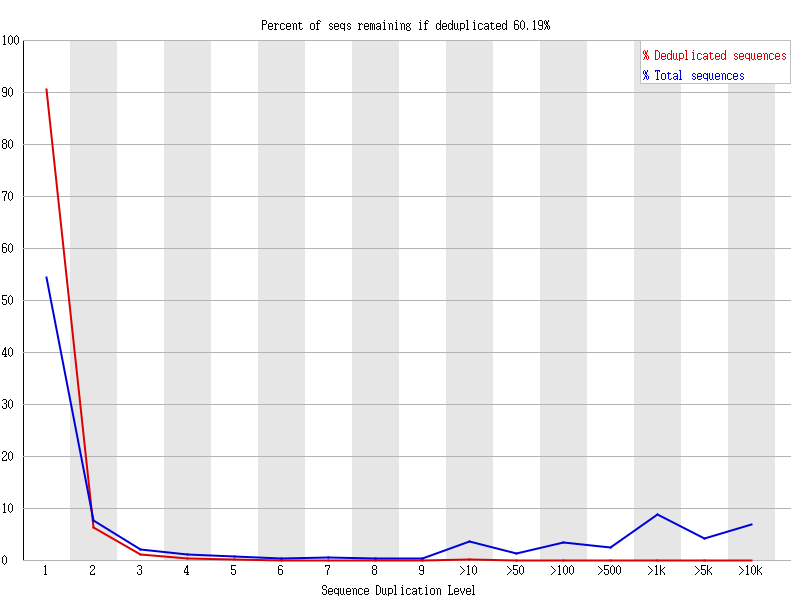 Percent of seqs remaining if deduplicated 60.19%
% Deduplicated sequences
% Total sequences
100
90
80
70
60
50
40
30
20
10
0
1 2 3 4 5 6 7 8 9 >10 >50 >100 >500 >1k >5k >10k
Sequence Duplication Level